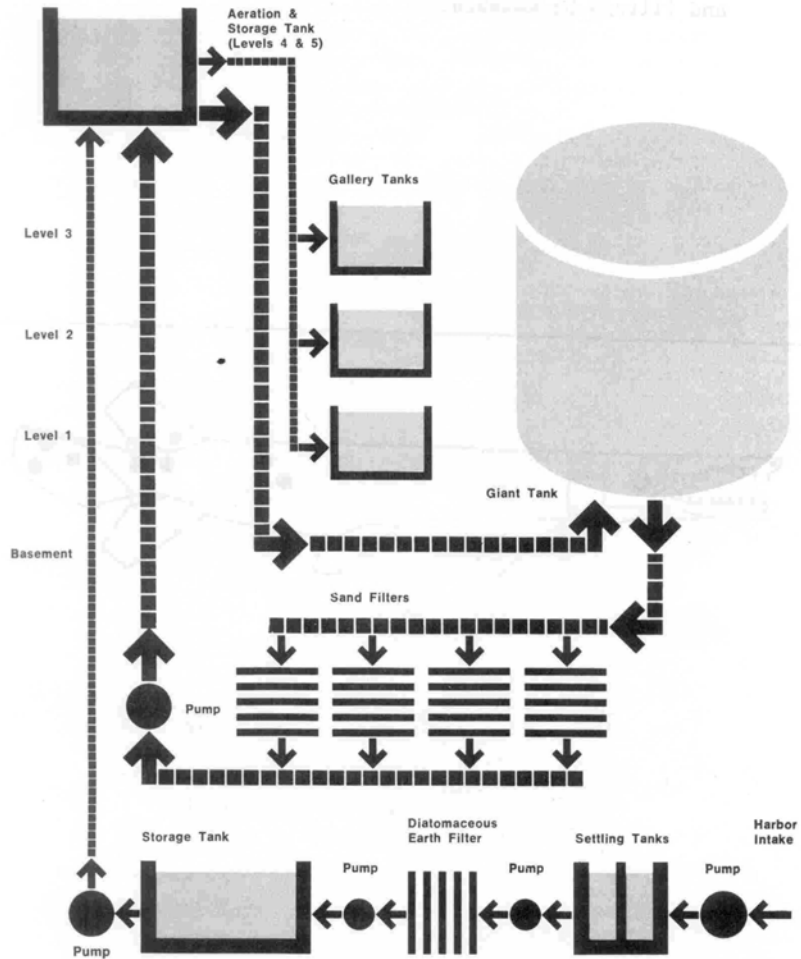 Aeration &
Storage Tank
(Levels 4 & 5)
Gallery Tanks
Level 3
Level 2
Level 1
Giant Tank
Basement
Sand Filters
Pump
Storage Tank
Diatomaceous
Earth Filter
Settling Tanks
Harbor
Intake
Pump
Pump
Pump
Pump